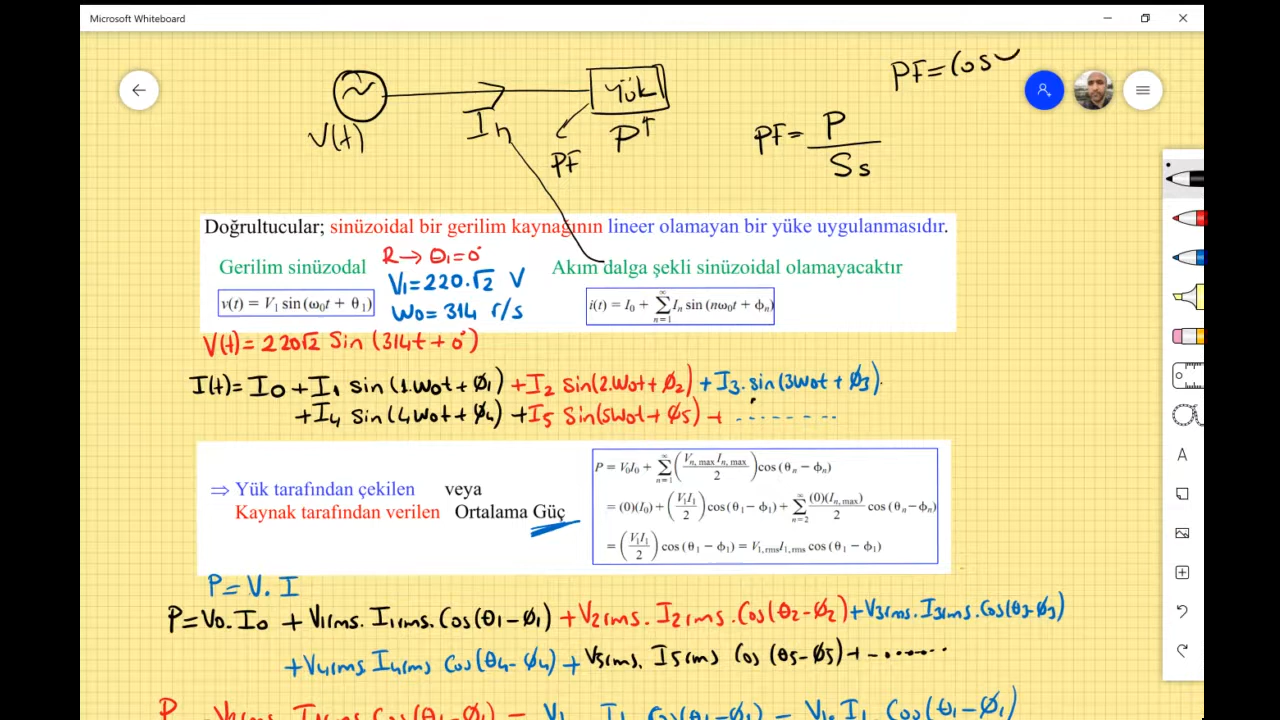 Microsoft Whiteboard
PF=Cos
Yük
V(t)
In
PF
P↑
PF= P / Ss
Doğrultucular; sinüzoidal bir gerilim kaynağının lineer olamayan bir yüke uygulanmasıdır.
R → θ1=0°
Gerilim sinüzodal
Akım dalga şekli sinüzoidal olamayacaktır
V1=220.√2 V
v(t) = V1 sin (ω0t + θ1)
i(t) = I0 + ∑n=1∞ In sin (nω0t + ϕn)
W0=314 r/s
V(t)=220√2 Sin(314t+0°)
I(t)=I0+I1 sin(1.W0t+Ø1)+I2 sin(2.W0t+Ø2)+I3.sin(3W0t+Ø3).
+I4 Sin(4W0t+Ø4)+I5 Sin(5W0t+Ø5)+ ........
P = V0I0 + ∑n=1∞ (Vn, max In, max / 2) cos (θn − ϕn)
⇒ Yük tarafından çekilen veya
Kaynak tarafından verilen Ortalama Güç
= (0)(I0) + (V1I1 / 2) cos (θ1 − ϕ1) + ∑n=2∞ (0)(In, max) / 2 cos (θn − ϕn)
= (V1I1 / 2) cos (θ1 − ϕ1) = V1, rms I1, rms cos (θ1 − ϕ1)
P=V.I
P=V0.I0 +V1rms.I1rms.Cos(θ1-Ø1)+V2rms.I2rms.Cos(θ2-Ø2)+V3rms.I3rms.Cos(θ3-Ø3)
+V4rms I4rms Cos(θ4-Ø4)+V5rms.I5rms Cos(θ5-Ø5)+-.......